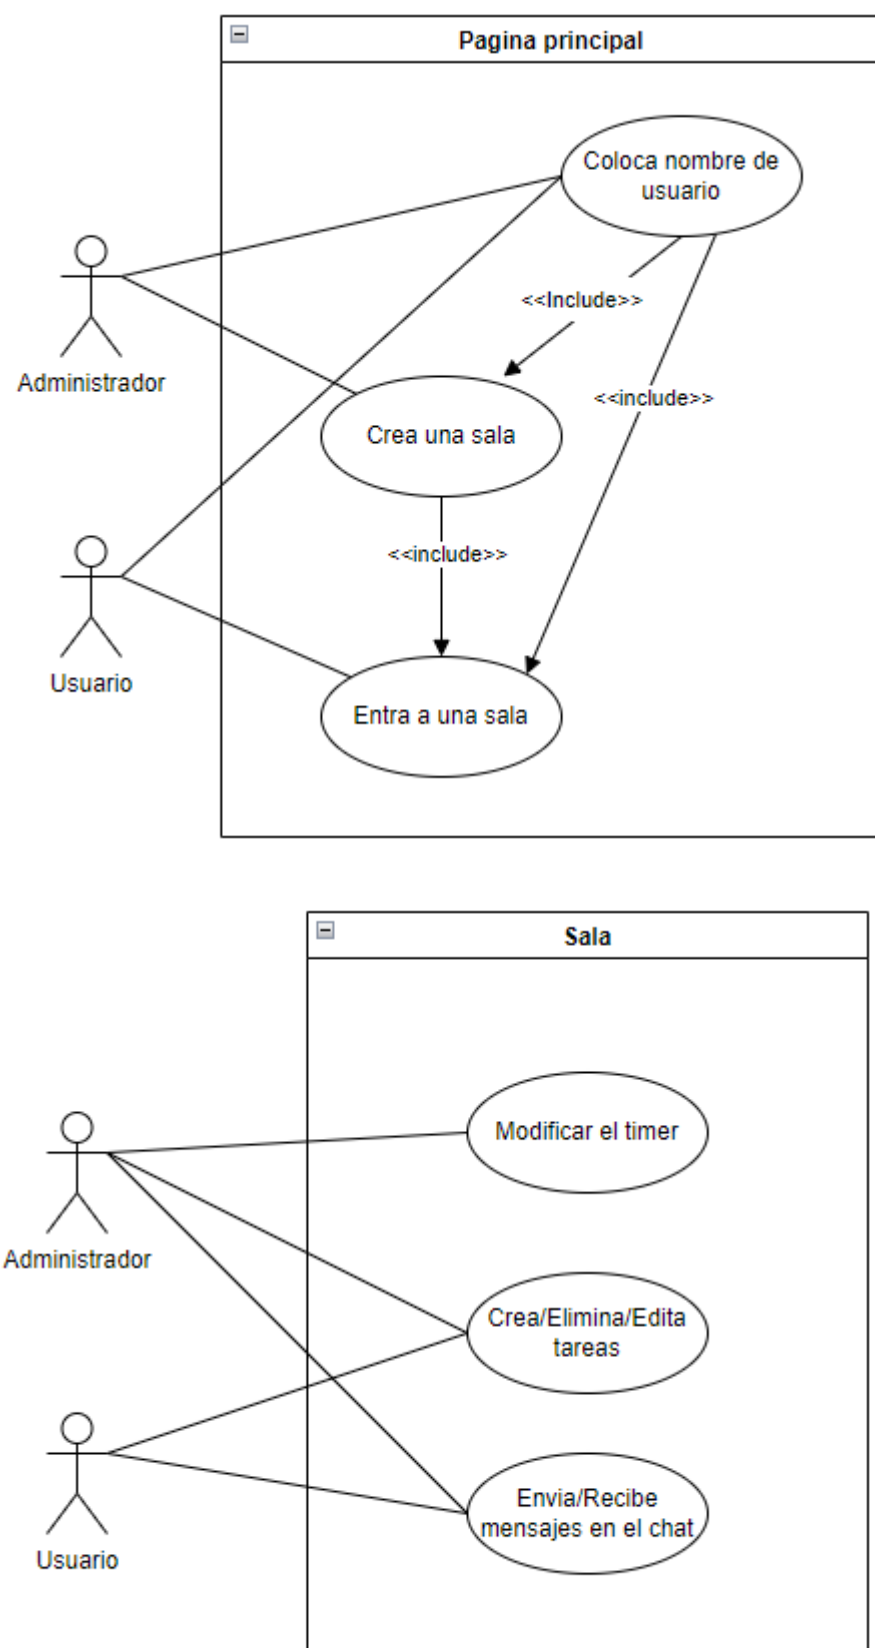 Pagina principal
Coloca nombre de
usuario
<<Include>>
Administrador
<<include>>
Crea una sala
<<include>>
Usuario
Entra a una sala
Sala
Modificar el timer
Administrador
Crea/Elimina/Edita
tareas
Envia/Recibe
mensajes en el chat
Usuario